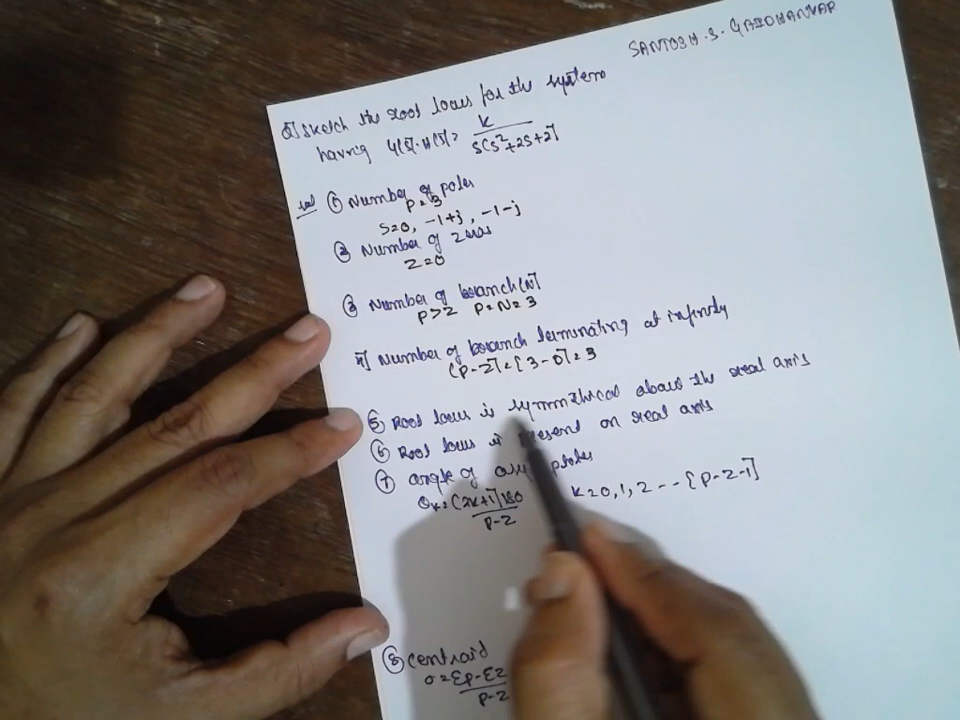 SANTOSH.S.GAIDHANKAR
Q] Sketch the root locus for the system
having G(S).H(S)= K / S(S²+2S+2)
sol ① Number of poles
P=3
S=0, -1+j, -1-j
② Number of zeros
Z=0
③ Number of branch(N)
P>Z P=N=3
4] Number of branch terminating at infinity
(P-Z)=(3-0)=3
⑤ Root locus is symmetrical about the real axis
⑥ Root locus is present on real axis
⑦ angle of
θK=(2K+1)180 / P-Z K=0,1,2--[P-Z-1]
⑧ Centroid
σ=ΣP-ΣZ / P-Z